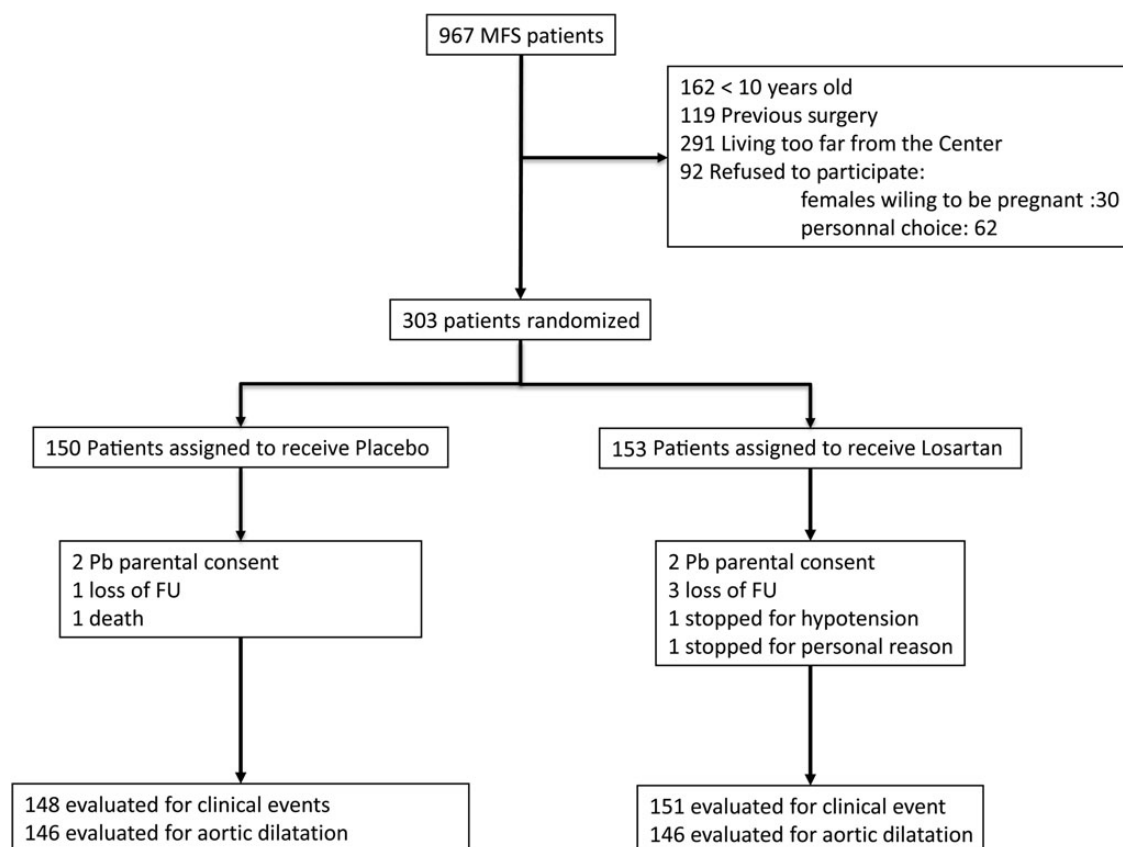 967 MFS patients
162 < 10 years old
119 Previous surgery
291 Living too far from the Center
92 Refused to participate:
females wiling to be pregnant :30
personnal choice: 62
303 patients randomized
150 Patients assigned to receive Placebo
153 Patients assigned to receive Losartan
2 Pb parental consent
1 loss of FU
1 death
2 Pb parental consent
3 loss of FU
1 stopped for hypotension
1 stopped for personal reason
148 evaluated for clinical events
146 evaluated for aortic dilatation
151 evaluated for clinical event
146 evaluated for aortic dilatation